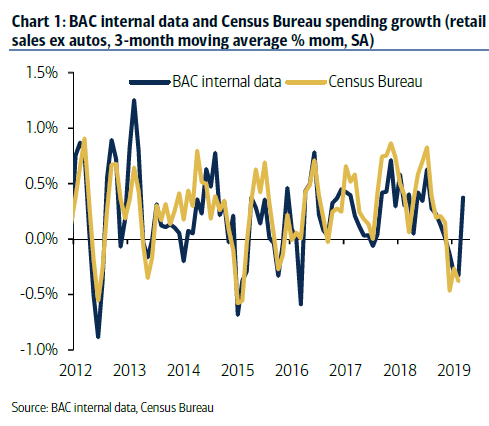 Chart 1: BAC internal data and Census Bureau spending growth (retail
sales ex autos, 3-month moving average % mom, SA)
1.5%
BAC internal data
Census Bureau
1.0%
0.5%
0.0%
-0.5%
-1.0%
2012 2013 2014 2015 2016 2017 2018 2019
Source: BAC internal data, Census Bureau